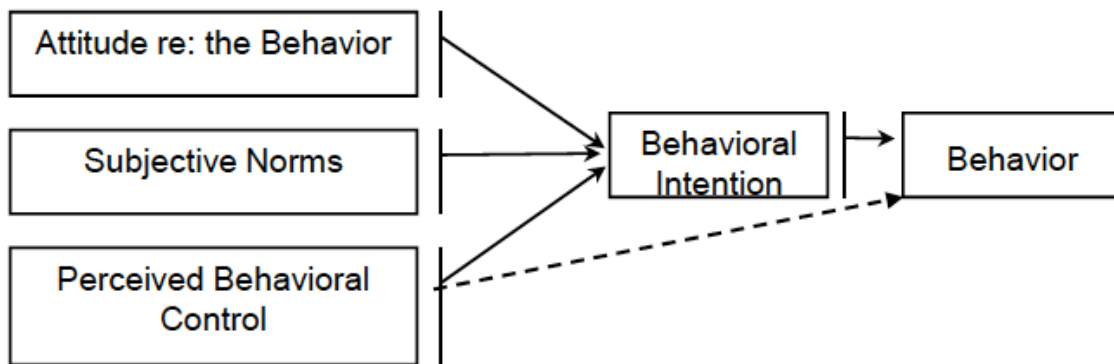 Attitude re: the Behavior
Subjective Norms
Perceived Behavioral
Control
Behavioral
Intention
Behavior